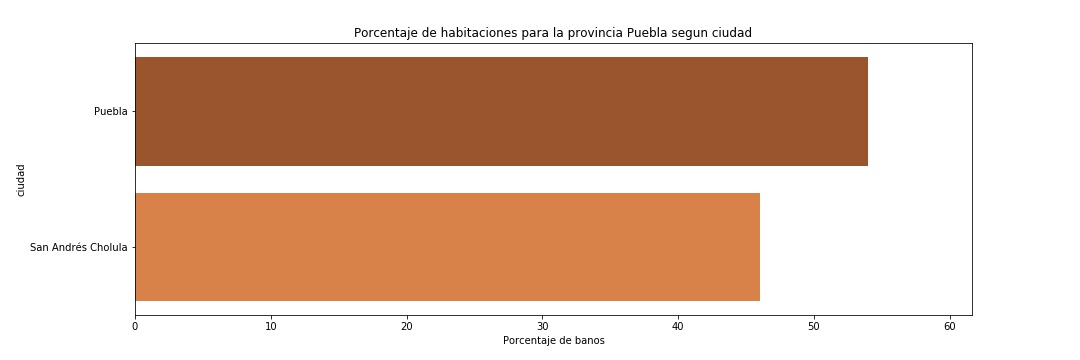 Porcentaje de habitaciones para la provincia Puebla segun ciudad
Puebla
ciudad
San Andrés Cholula
0 10 20 30 40 50 60
Porcentaje de banos